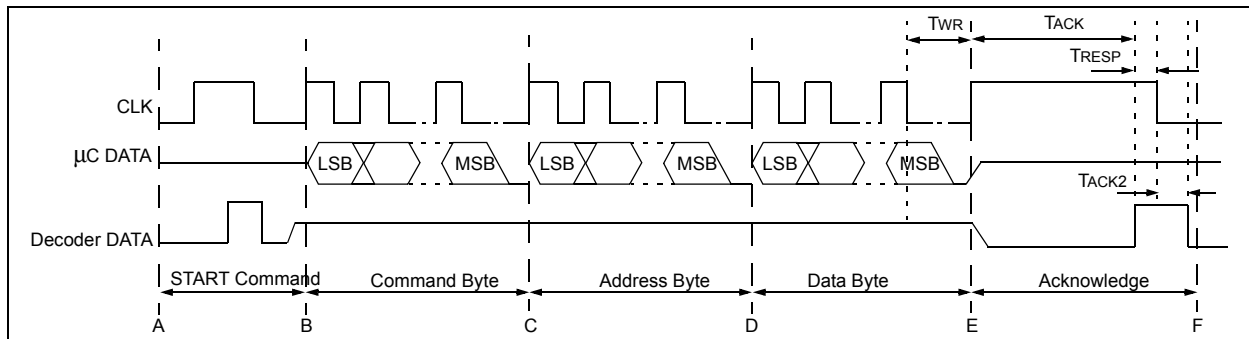 TWR
TACK
TRESP
CLK
µC DATA
LSB
MSB
LSB
MSB
LSB
MSB
TACK2
Decoder DATA
START Command
Command Byte
Address Byte
Data Byte
Acknowledge
A
B
C
D
E
F